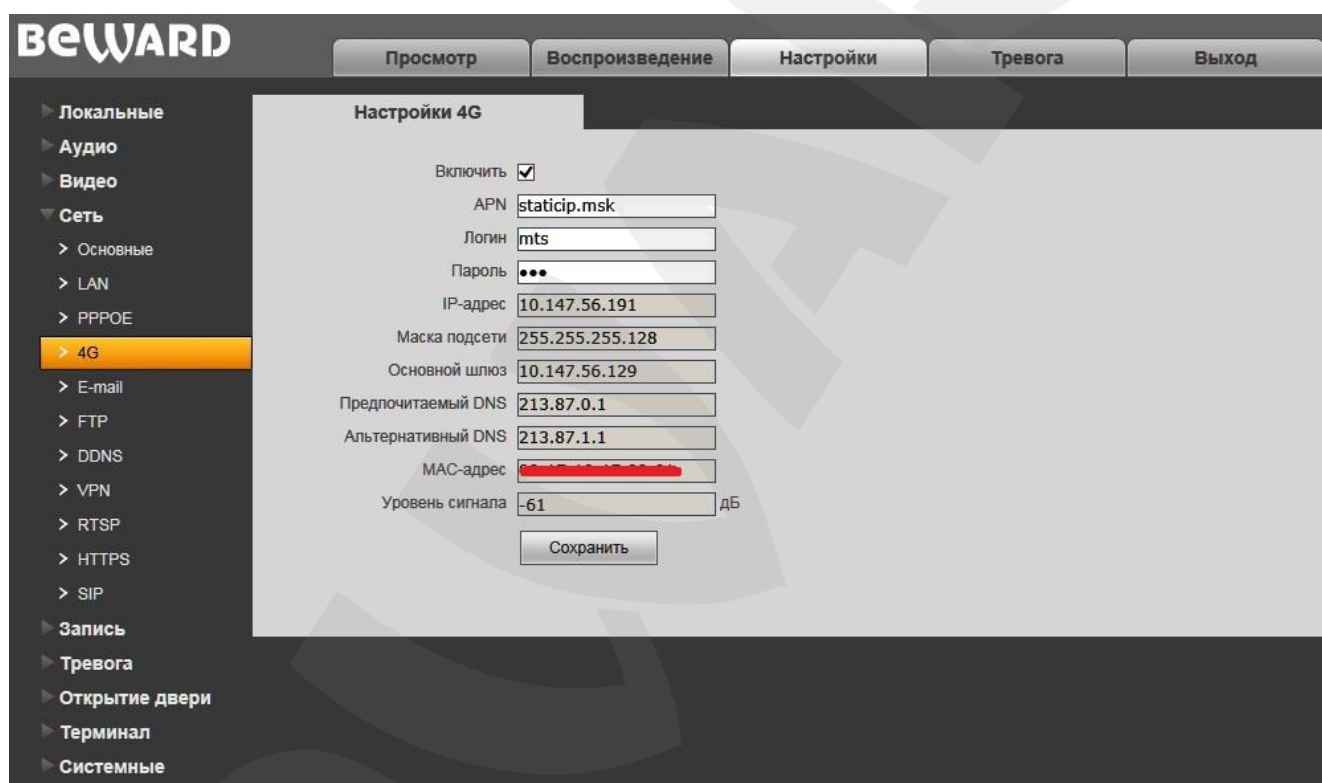 BEWARD
Просмотр
Воспроизведение
Настройки
Тревога
Выход
Локальные
Аудио
Видео
Сеть
> Основные
> LAN
> PPPOE
> 4G
> E-mail
> FTP
> DDNS
> VPN
> RTSP
> HTTPS
> SIP
Запись
Тревога
Открытие двери
Терминал
Системные
Настройки 4G
Включить
APN staticip.msk
Логин mts
Пароль •••
IP-адрес 10.147.56.191
Маска подсети 255.255.255.128
Основной шлюз 10.147.56.129
Предпочитаемый DNS 213.87.0.1
Альтернативный DNS 213.87.1.1
MAC-адрес
Уровень сигнала -61 дБ
Сохранить